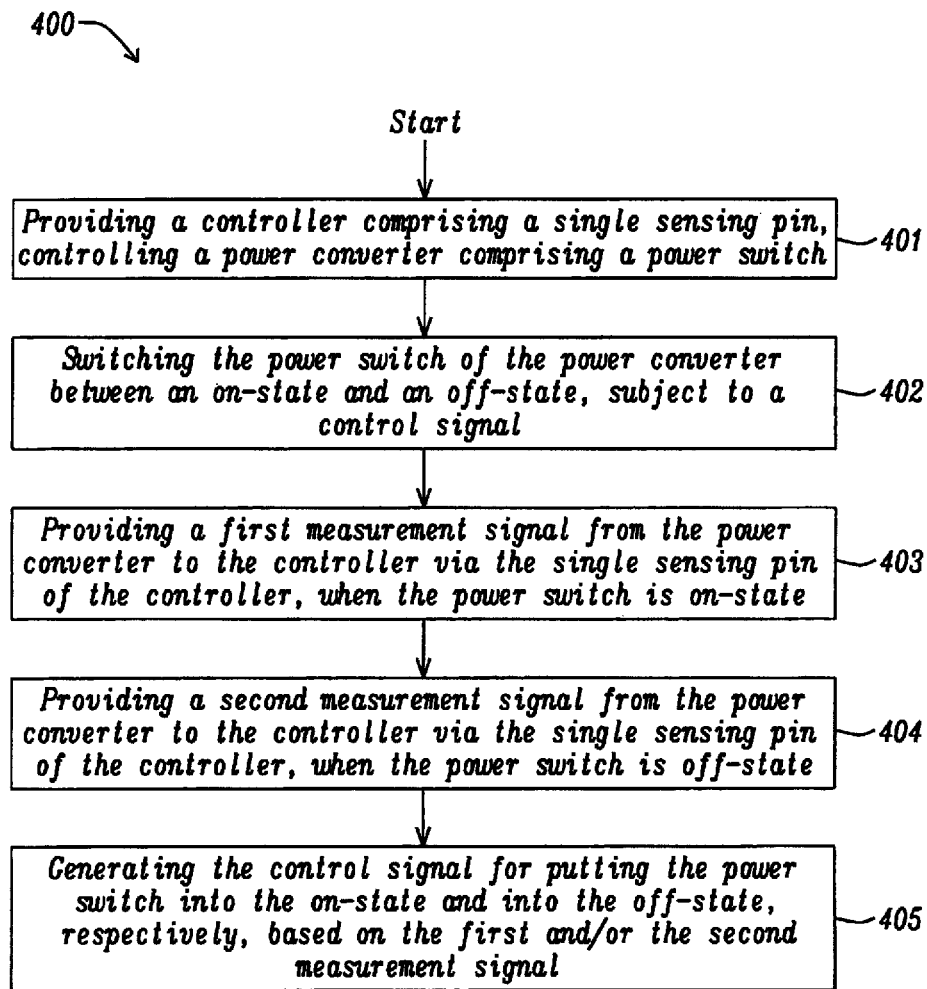 400
Start
Providing a controller comprising a single sensing pin,
controlling a power converter comprising a power switch
401
Switching the power switch of the power converter
between an on-state and an off-state, subject to a
control signal
402
Providing a first measurement signal from the power
converter to the controller via the single sensing pin
of the controller, when the power switch is on-state
403
Providing a second measurement signal from the power
converter to the controller via the single sensing pin
of the controller, when the power switch is off-state
404
Generating the control signal for putting the power
switch into the on-state and into the off-state,
respectively, based on the first and/or the second
measurement signal
405